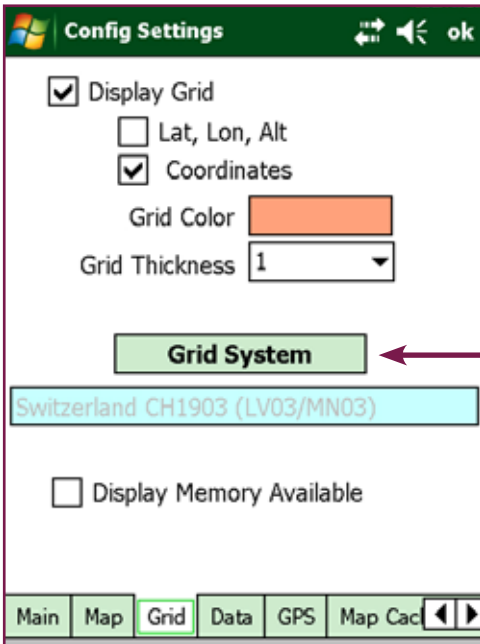 Config Settings ok
Display Grid
Lat, Lon, Alt
Coordinates
Grid Color
Grid Thickness 1
Grid System
Switzerland CH1903 (LV03/MN03)
Display Memory Available
Main Map Grid Data GPS Map Cac